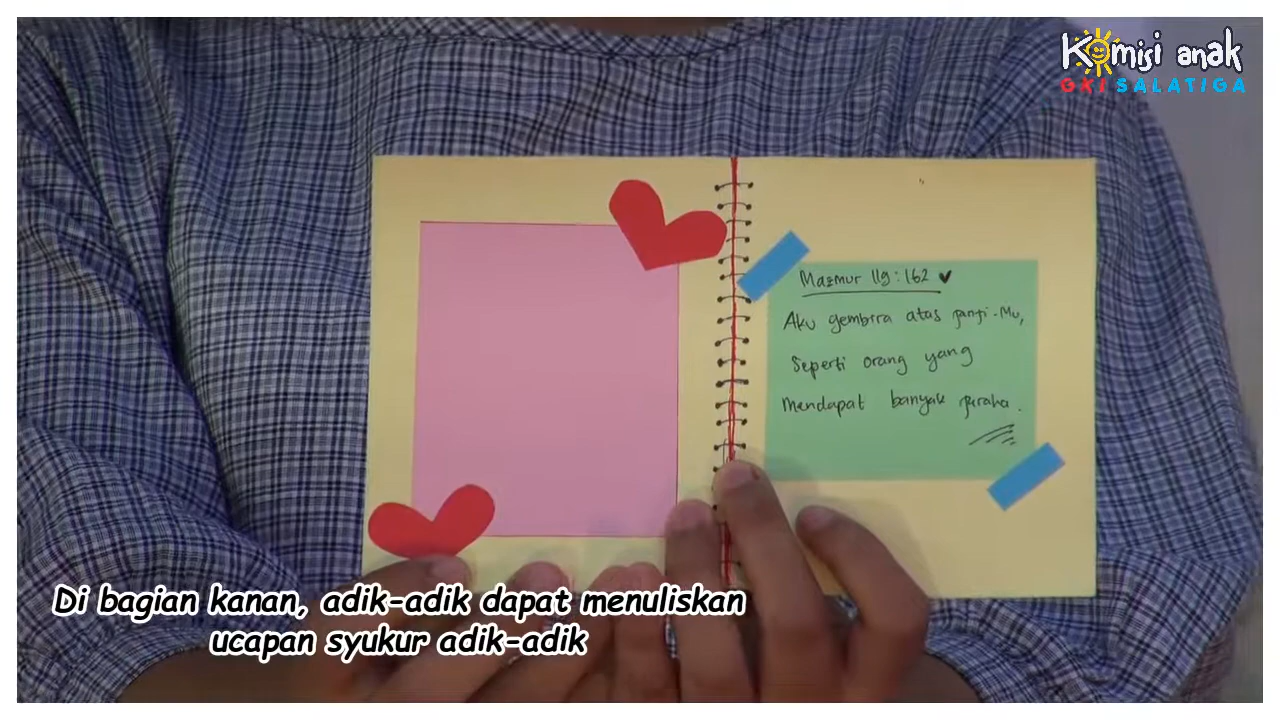 Komisi anak
GKI SALATIGA
Mazmur 119 : 162
Aku gembira atas janji-Mu,
Seperti orang yang
Mendapat banyak
Di bagian kanan, adik-adik dapat menuliskan
ucapan syukur adik-adik